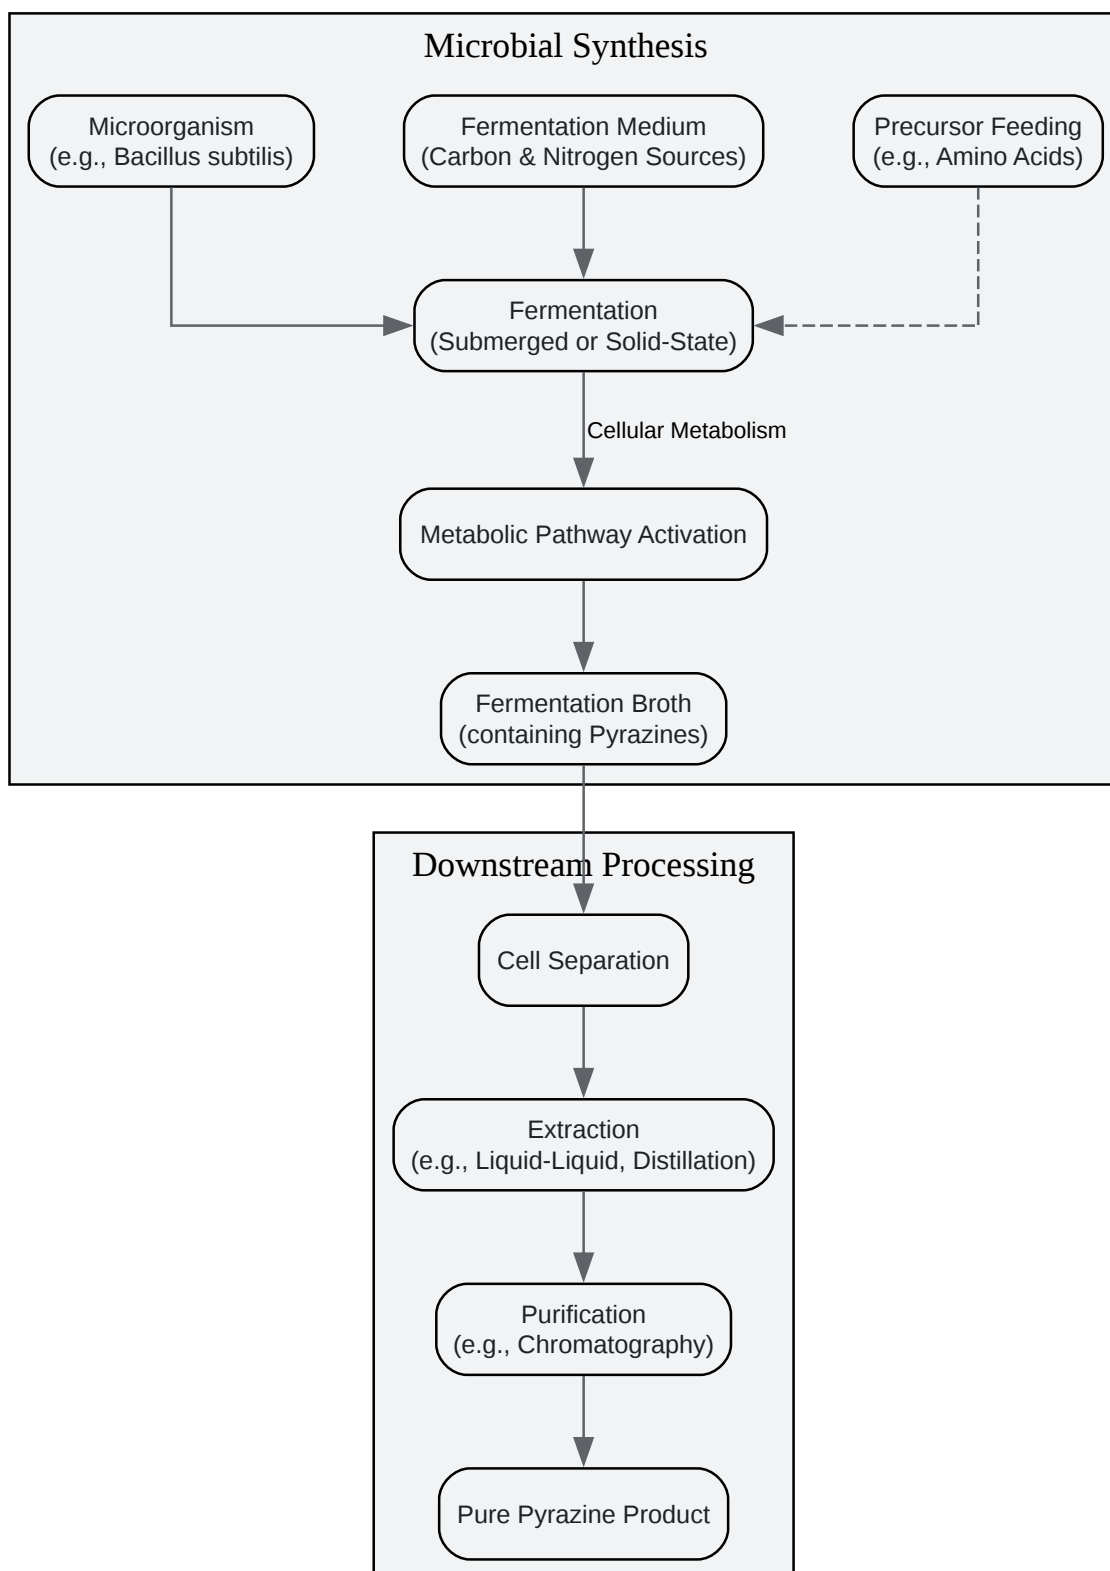 Microbial Synthesis
Microorganism
(e.g., Bacillus subtilis)
Fermentation Medium
(Carbon & Nitrogen Sources)
Precursor Feeding
(e.g., Amino Acids)
Fermentation
(Submerged or Solid-State)
Cellular Metabolism
Metabolic Pathway Activation
Fermentation Broth
(containing Pyrazines)
Downstream Processing
Cell Separation
Extraction
(e.g., Liquid-Liquid, Distillation)
Purification
(e.g., Chromatography)
Pure Pyrazine Product